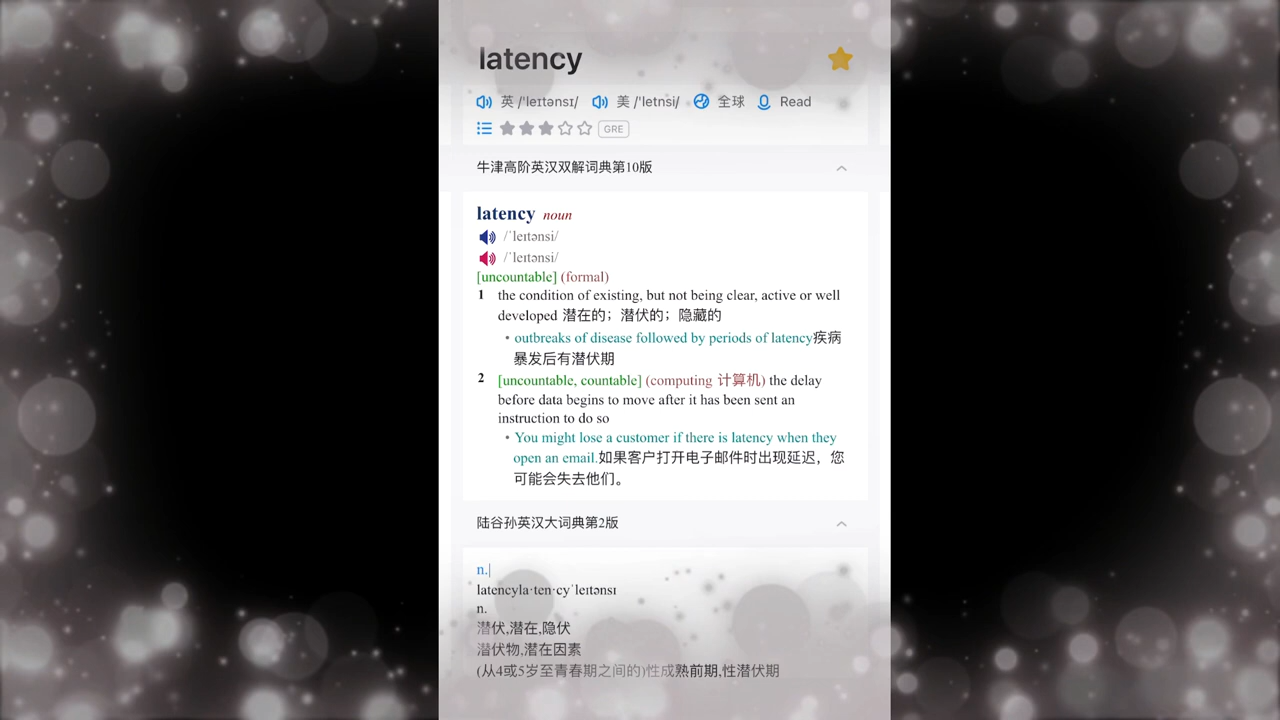 latency
英 /'leɪtənsɪ/ 美 /'letnsi/ 全球 Read
GRE
牛津高阶英汉双解词典第10版
latency noun
/ˈleɪtənsi/
/ˈleɪtənsi/
[uncountable] (formal)
1 the condition of existing, but not being clear, active or well
developed 潜在的；潜伏的；隐藏的
• outbreaks of disease followed by periods of latency疾病
暴发后有潜伏期
2 [uncountable, countable] (computing 计算机) the delay
before data begins to move after it has been sent an
instruction to do so
• You might lose a customer if there is latency when they
open an email.如果客户打开电子邮件时出现延迟，您
可能会失去他们。
陆谷孙英汉大词典第2版
n.|
latencyla·ten·cyˈleɪtənsɪ
n.
潜伏,潜在,隐伏
潜伏物,潜在因素
(从4或5岁至青春期之间的)性成熟前期,性潜伏期